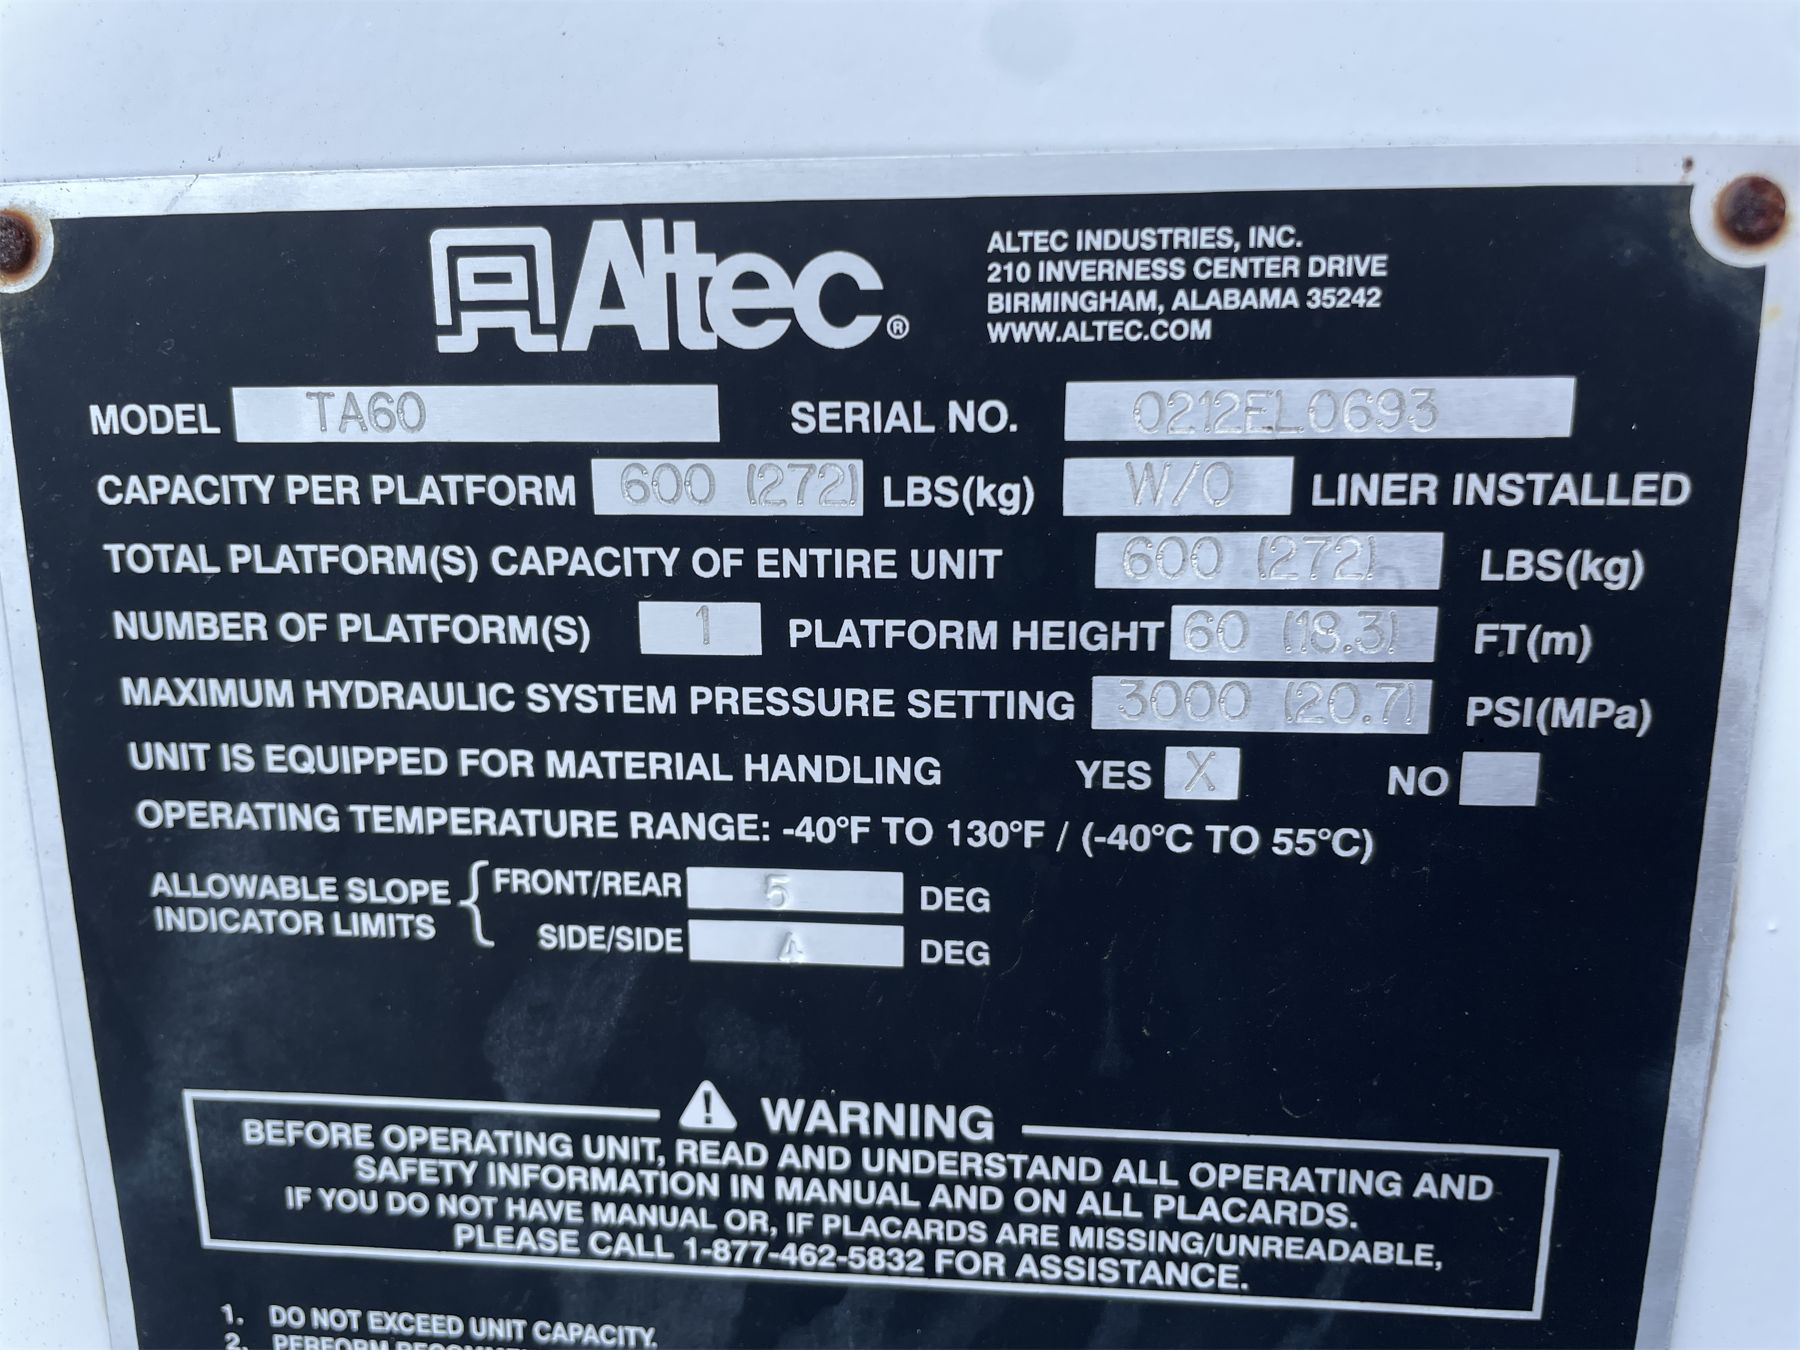 Altec®
ALTEC INDUSTRIES, INC.
210 INVERNESS CENTER DRIVE
BIRMINGHAM, ALABAMA 35242
WWW.ALTEC.COM
MODEL TA60 SERIAL NO. 0212EL0693
CAPACITY PER PLATFORM 600 (272) LBS(kg) W/O LINER INSTALLED
TOTAL PLATFORM(S) CAPACITY OF ENTIRE UNIT 600 (272) LBS(kg)
NUMBER OF PLATFORM(S) 1 PLATFORM HEIGHT 60 (18.3) FT(m)
MAXIMUM HYDRAULIC SYSTEM PRESSURE SETTING 3000 (20.7) PSI(MPa)
UNIT IS EQUIPPED FOR MATERIAL HANDLING YES X NO
OPERATING TEMPERATURE RANGE: -40°F TO 130°F / (-40°C TO 55°C)
ALLOWABLE SLOPE INDICATOR LIMITS
FRONT/REAR 5 DEG
SIDE/SIDE 4 DEG
! WARNING
BEFORE OPERATING UNIT, READ AND UNDERSTAND ALL OPERATING AND
SAFETY INFORMATION IN MANUAL AND ON ALL PLACARDS.
IF YOU DO NOT HAVE MANUAL OR, IF PLACARDS ARE MISSING/UNREADABLE,
PLEASE CALL 1-877-462-5832 FOR ASSISTANCE.
1. DO NOT EXCEED UNIT CAPACITY.
2. PERFORM